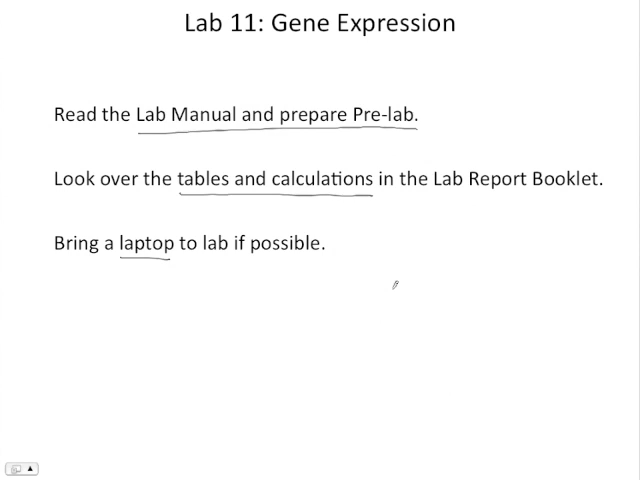 Lab 11: Gene Expression
Read the Lab Manual and prepare Pre-lab.
Look over the tables and calculations in the Lab Report Booklet.
Bring a laptop to lab if possible.